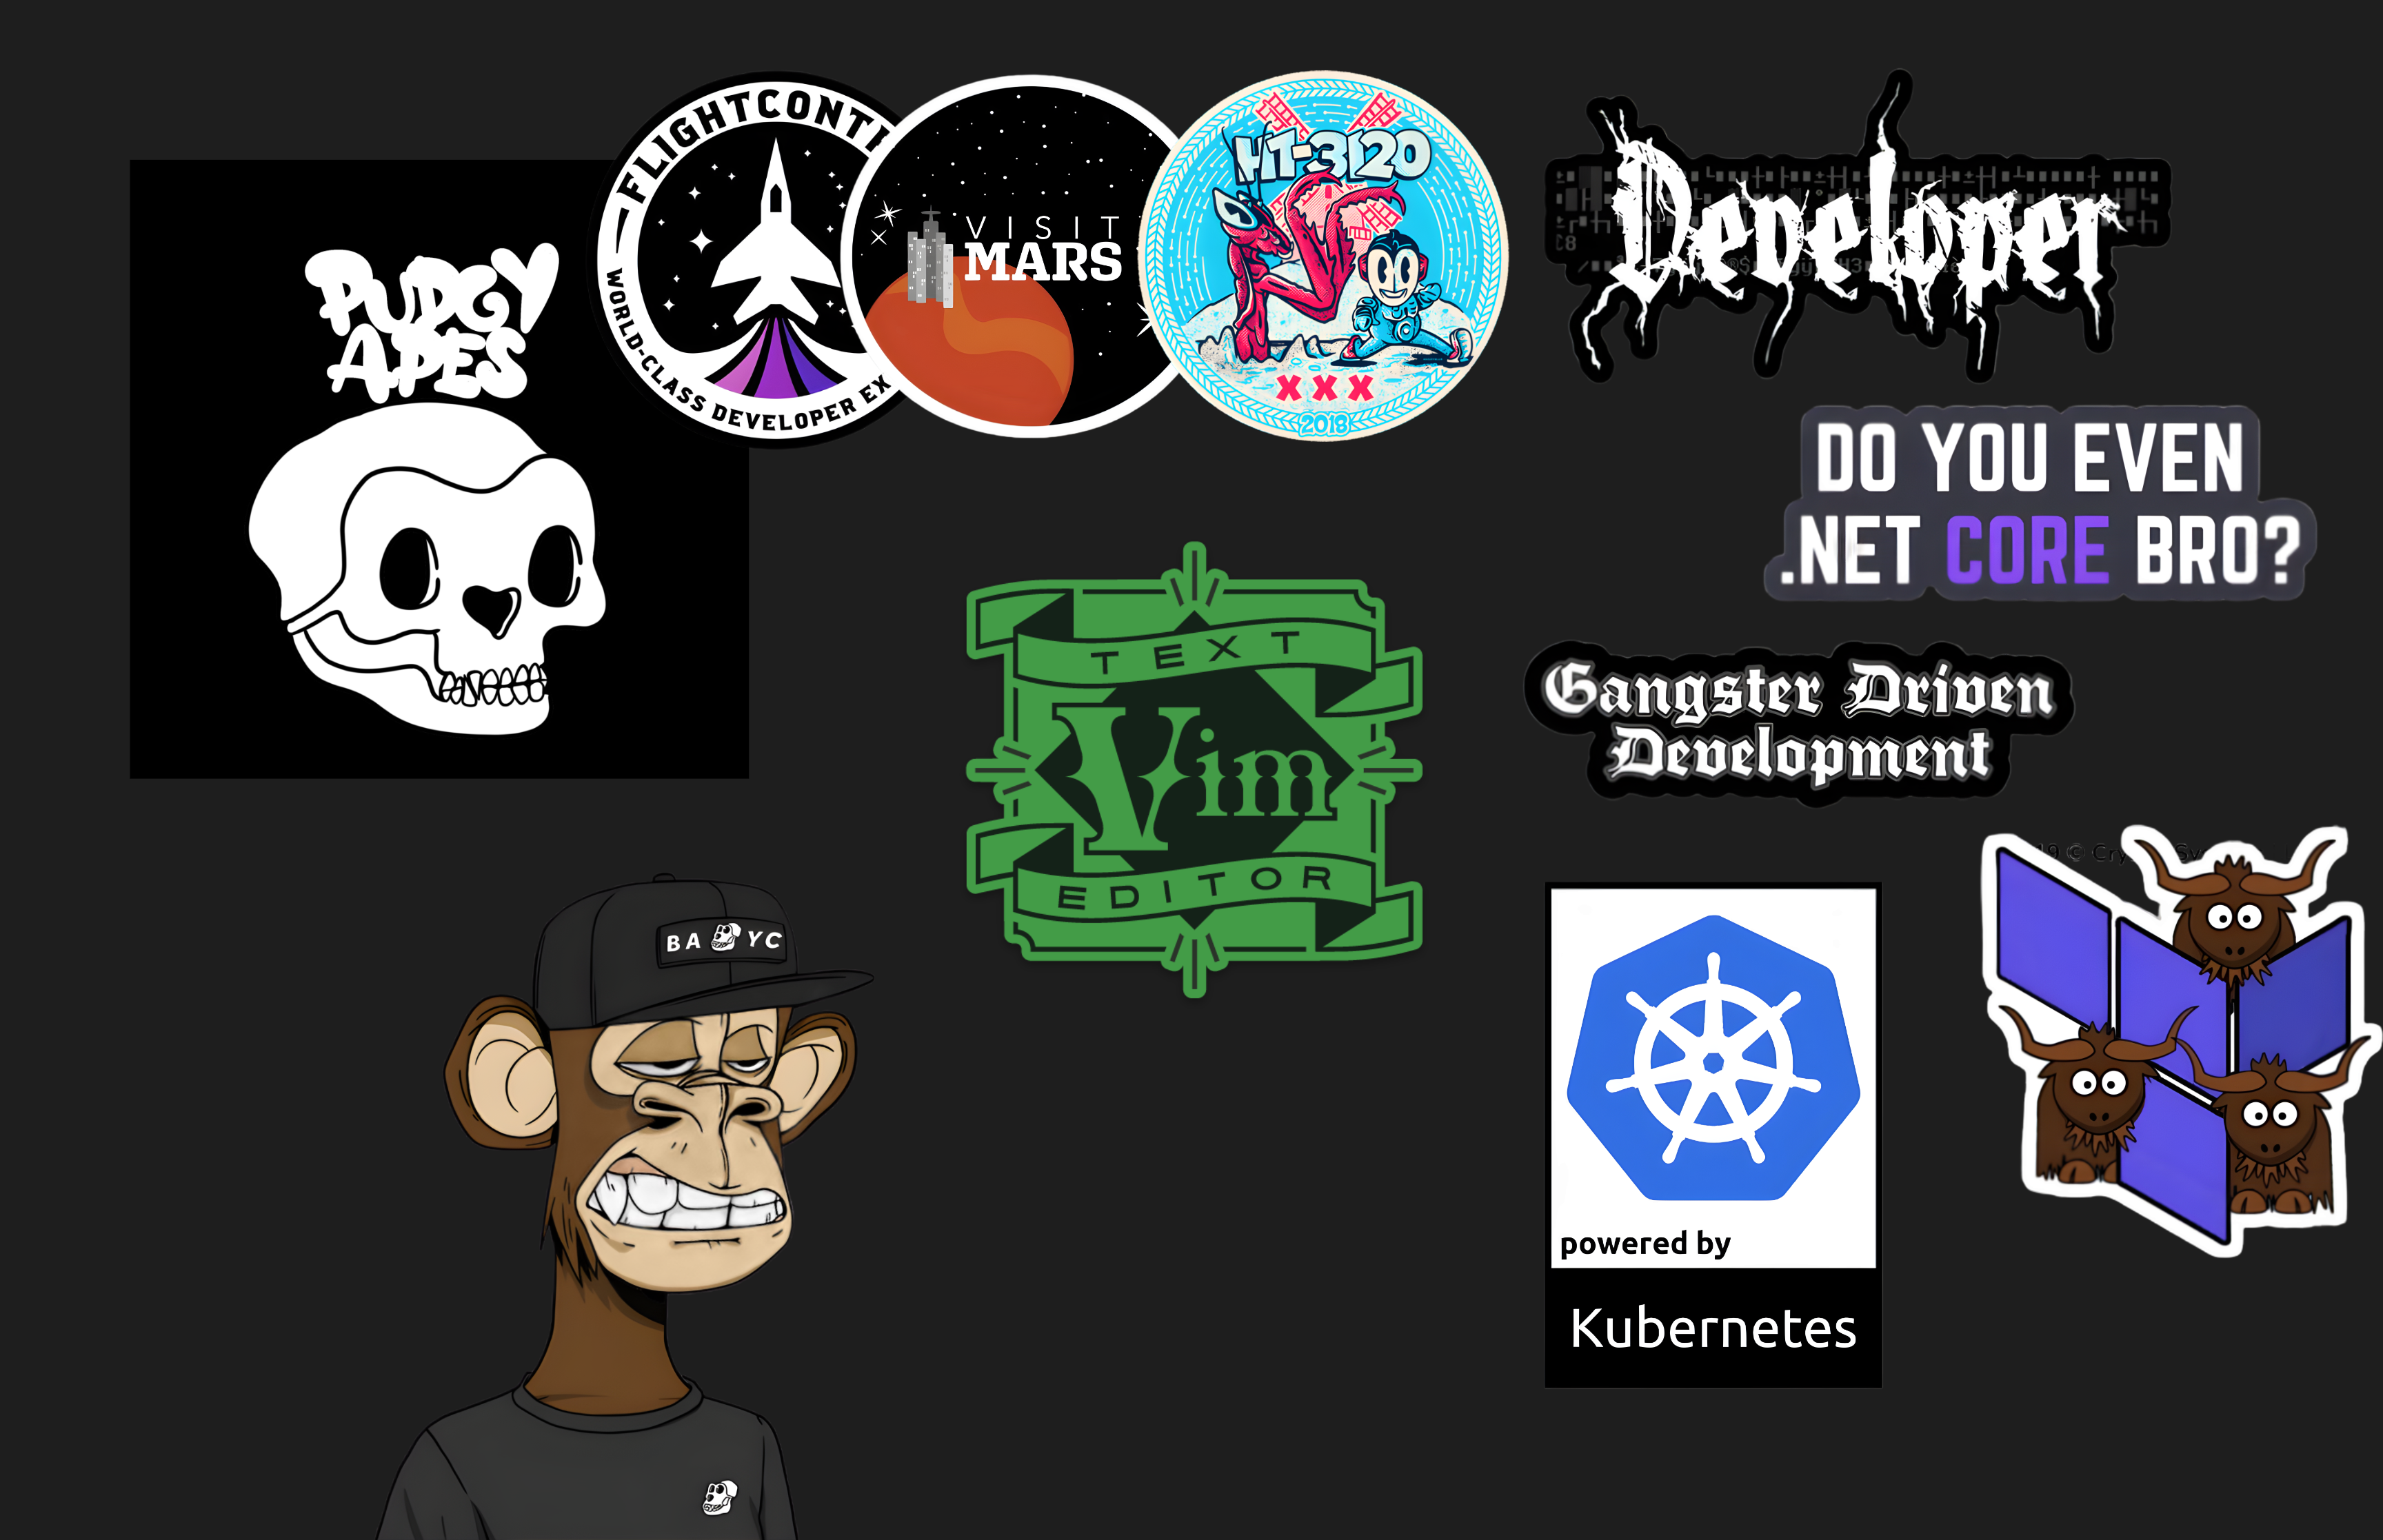 PUDGY
APES
FLIGHTCONT
WORLD-CLASS DEVELOPER EX
VISIT
MARS
HT-3120
XXX
2018
Developer
DO YOU EVEN
.NET CORE BRO?
TEXT
Vim
EDITOR
Gangster Driven
Development
BA YC
powered by
Kubernetes